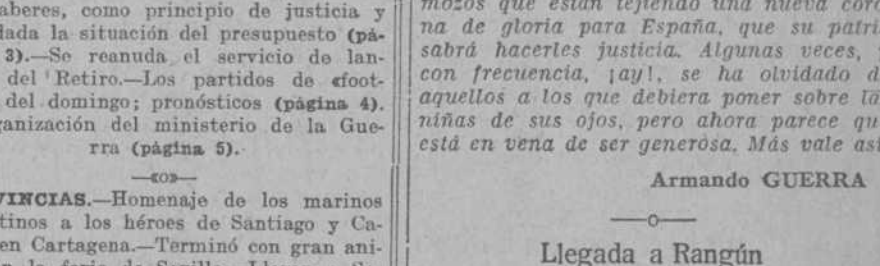 aberes, como principio de justicia y
dada la situación del presupuesto (pá-
3).—Se reanuda el servicio de lan-
del Retiro.—Los partidos de «foot-
del domingo; pronósticos (página 4).
ganización del ministerio de la Gue-
rra (página 5).
VINCIAS.—Homenaje de los marinos
tinos a los héroes de Santiago y Ca-
en Cartagena.—Terminó con gran ani-
mozos que están tejiendo una nueva coro
na de gloria para España, que su patri
sabrá hacerles justicia. Algunas veces,
con frecuencia, ¡ay!, se ha olvidado d
aquellos a los que debiera poner sobre la
niñas de sus ojos, pero ahora parece qu
está en vena de ser generosa. Más vale así
Armando GUERRA
Llegada a Rangún